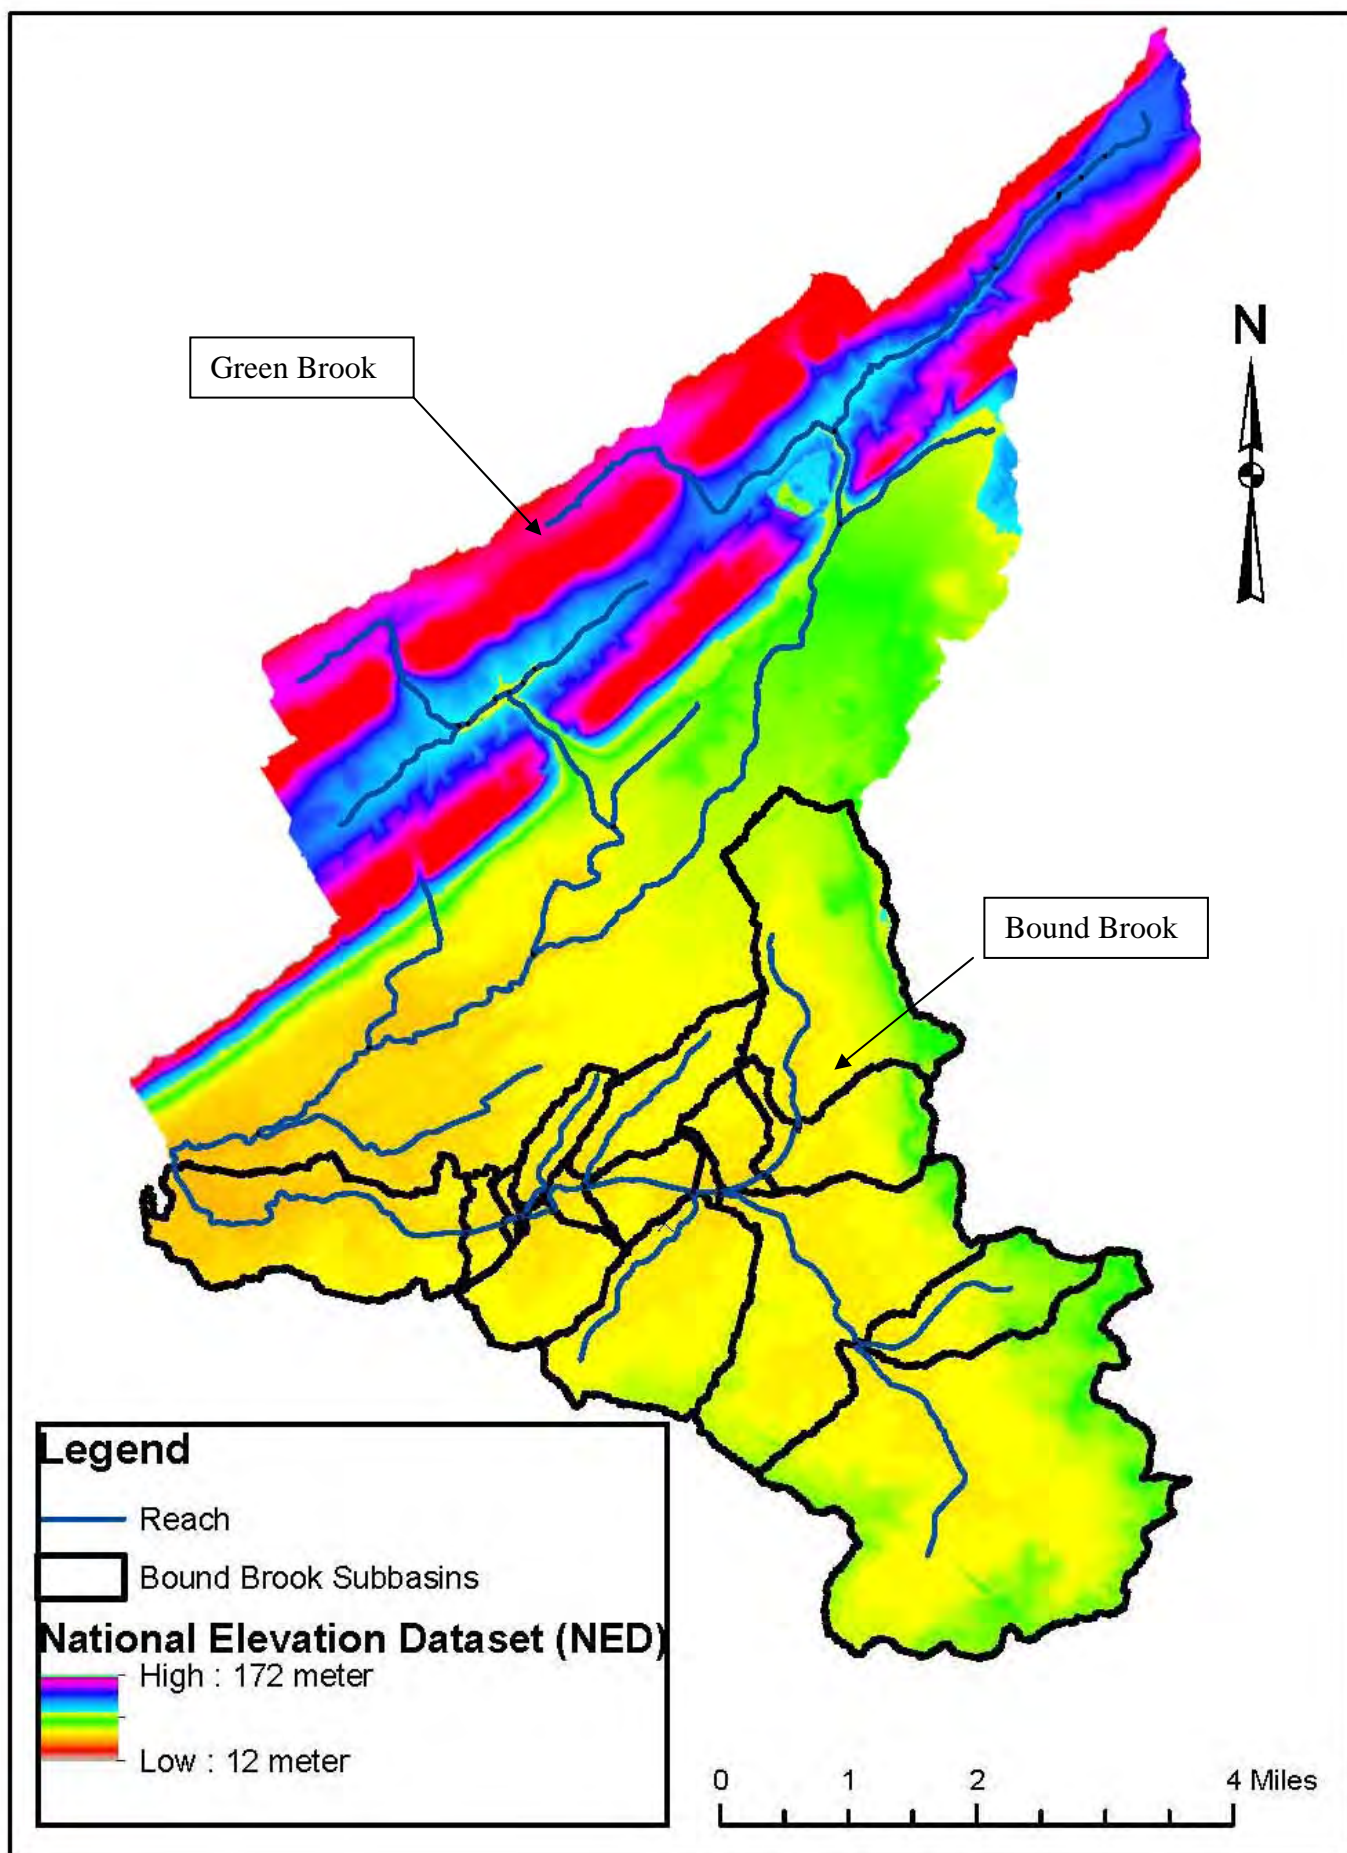 N
Green Brook
Bound Brook
Legend
Reach
Bound Brook Subbasins
National Elevation Dataset (NED)
High : 172 meter
Low : 12 meter
0 1 2 4 Miles